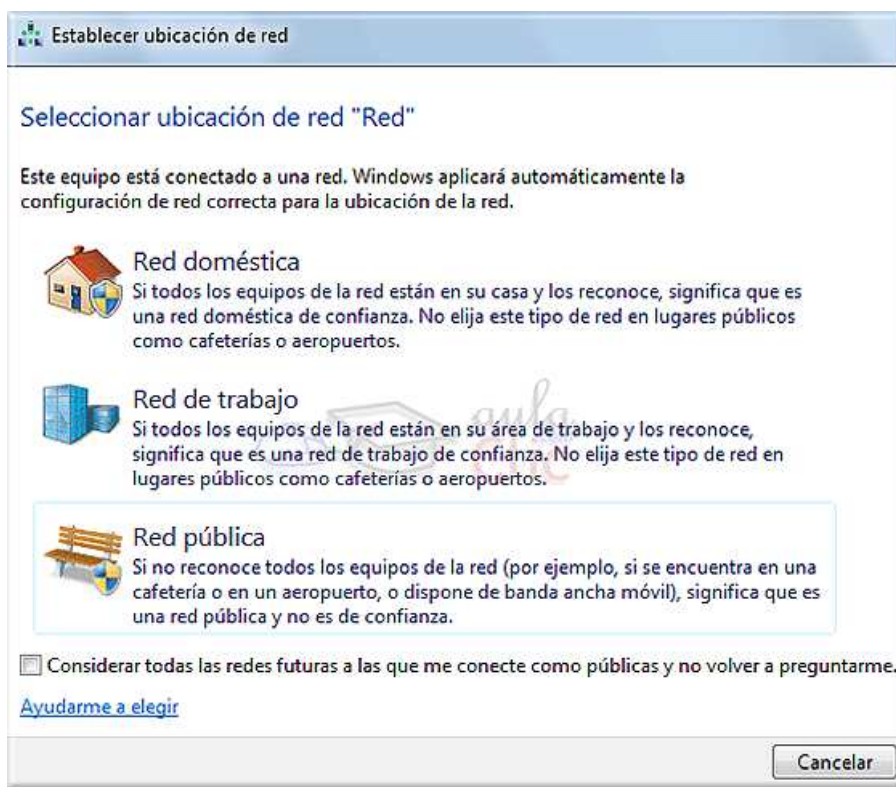 Establecer ubicación de red
Seleccionar ubicación de red "Red"
Este equipo está conectado a una red. Windows aplicará automáticamente la
configuración de red correcta para la ubicación de la red.
Red doméstica
Si todos los equipos de la red están en su casa y los reconoce, significa que es
una red doméstica de confianza. No elija este tipo de red en lugares públicos
como cafeterías o aeropuertos.
Red de trabajo
Si todos los equipos de la red están en su área de trabajo y los reconoce,
significa que es una red de trabajo de confianza. No elija este tipo de red en
lugares públicos como cafeterías o aeropuertos.
aula
clic
Red pública
Si no reconoce todos los equipos de la red (por ejemplo, si se encuentra en una
cafetería o en un aeropuerto, o dispone de banda ancha móvil), significa que es
una red pública y no es de confianza.
Considerar todas las redes futuras a las que me conecte como públicas y no volver a preguntarme.
Ayudarme a elegir
Cancelar